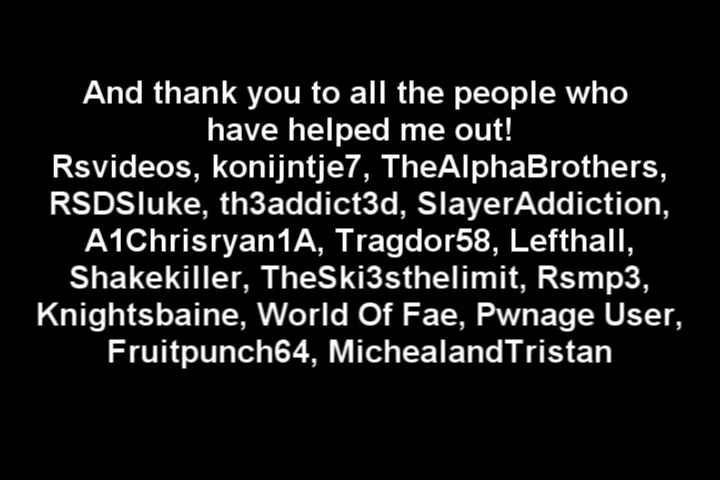 And thank you to all the people who
have helped me out!
Rsvideos, konijntje7, TheAlphaBrothers,
RSDSluke, th3addict3d, SlayerAddiction,
A1Chrisryan1A, Tragdor58, Lefthall,
Shakekiller, TheSki3sthelimit, Rsmp3,
Knightsbaine, World Of Fae, Pwnage User,
Fruitpunch64, MichealandTristan